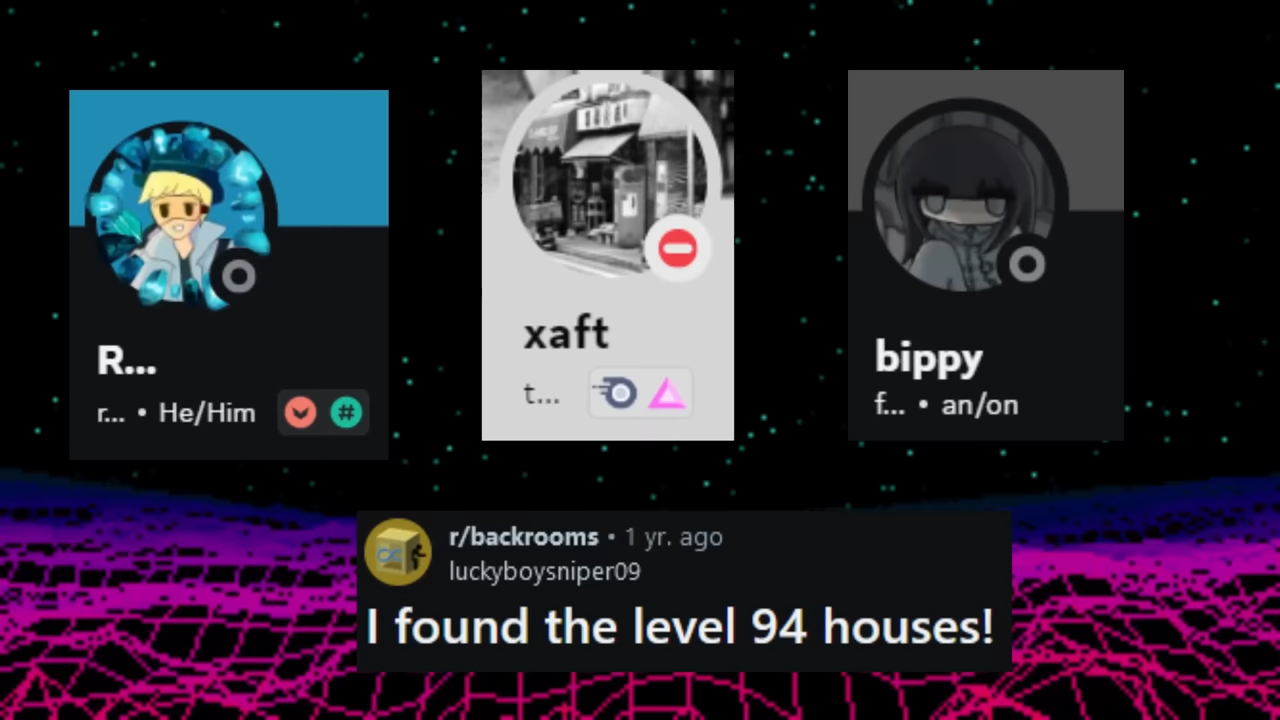 R...
r... • He/Him
xaft
t...
bippy
f... • an/on
r/backrooms • 1 yr. ago
luckyboysniper09
I found the level 94 houses!